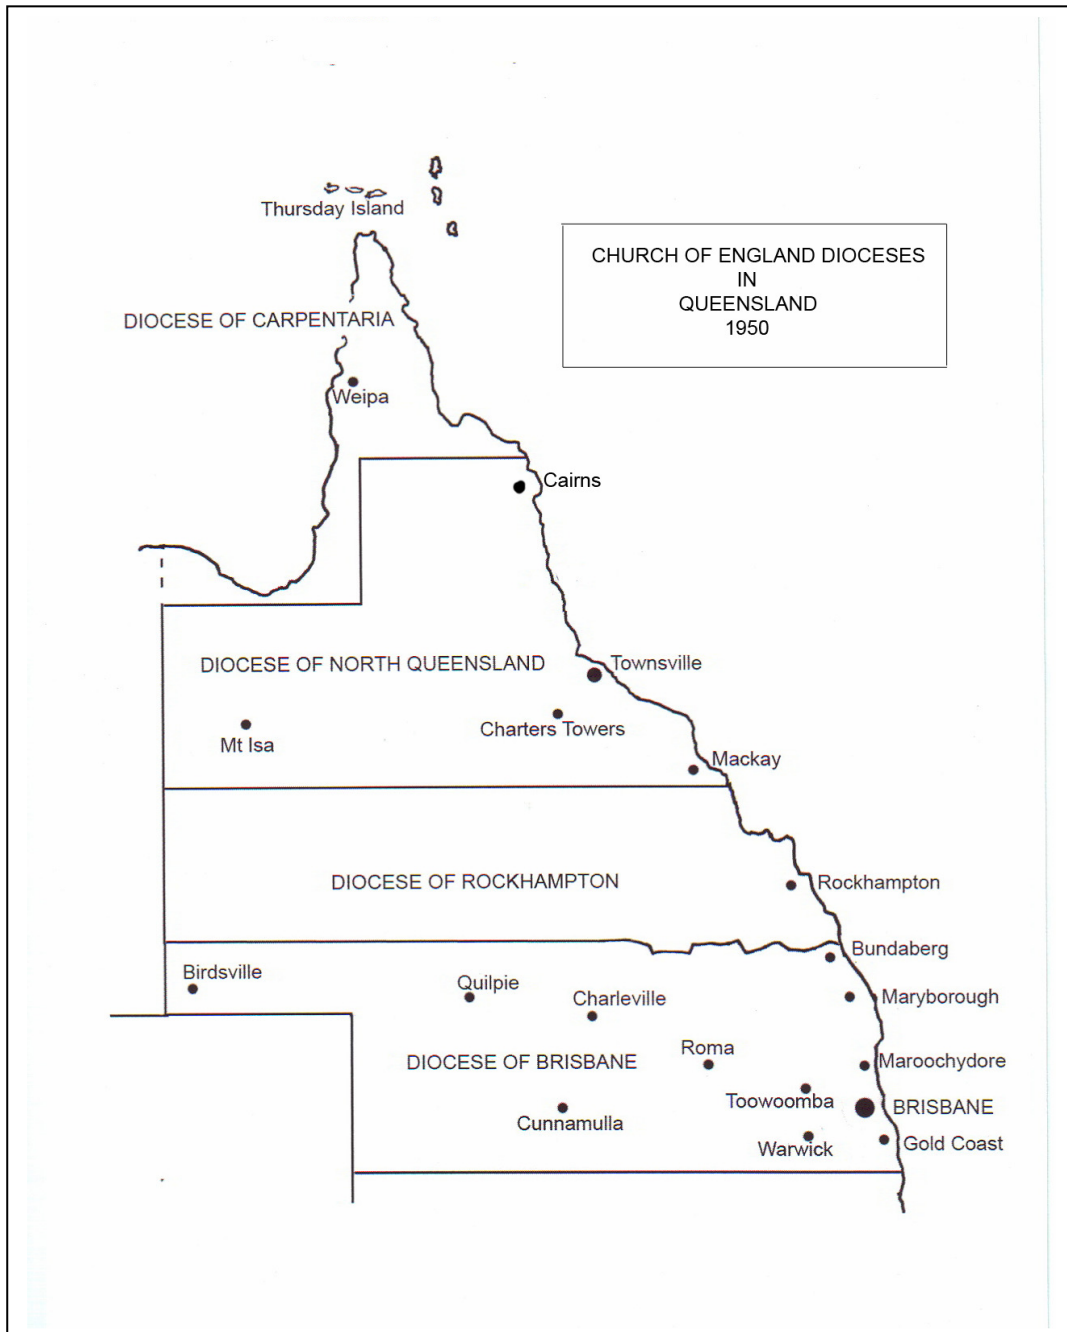 Thursday Island
CHURCH OF ENGLAND DIOCESES
IN
QUEENSLAND
1950
DIOCESE OF CARPENTARIA
Weipa
Cairns
DIOCESE OF NORTH QUEENSLAND
Townsville
Mt Isa
Charters Towers
Mackay
DIOCESE OF ROCKHAMPTON
Rockhampton
Bundaberg
Birdsville
Quilpie
Charleville
Maryborough
DIOCESE OF BRISBANE
Roma
Maroochydore
Toowoomba
BRISBANE
Cunnamulla
Warwick
Gold Coast